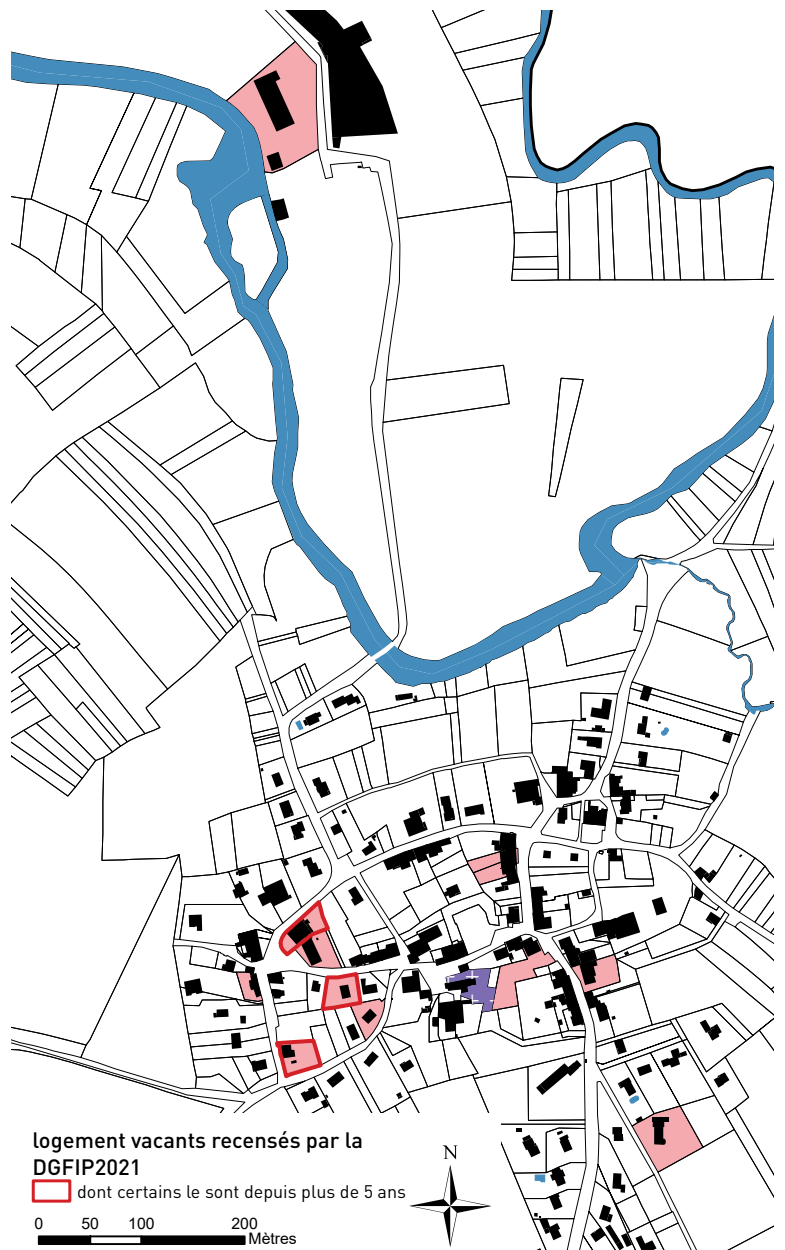 logement vacants recensés par la
DGFIP2021
dont certains le sont depuis plus de 5 ans
N
0 50 100 200
Mètres